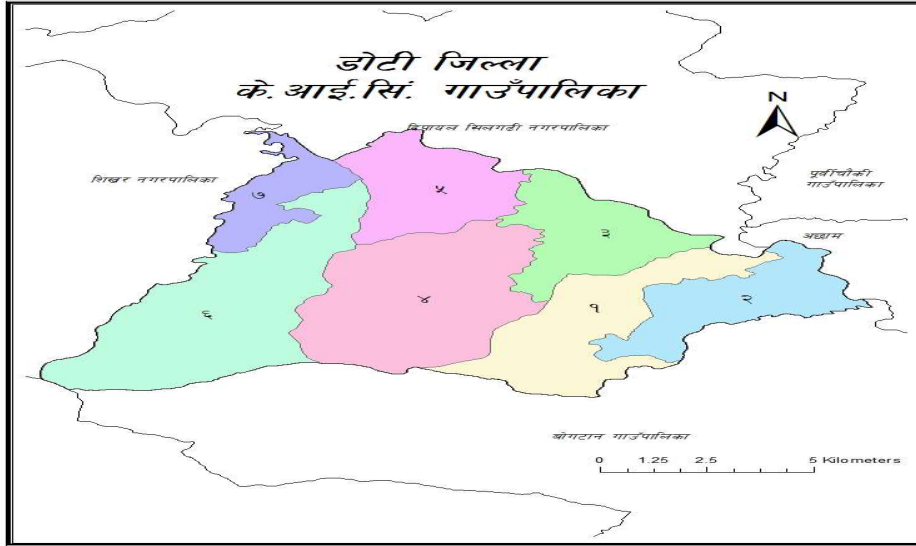 डोटी जिल्ला
के.आई.सिं. गाउँपालिका
N
दिपायल सिलगढी नगरपालिका
शिखर नगरपालिका
पूर्वीचौकी
गाउँपालिका
अछाम
७
५
३
४
६
१
२
बोगटान गाउँपालिका
0 1.25 2.5 5 Kilometers